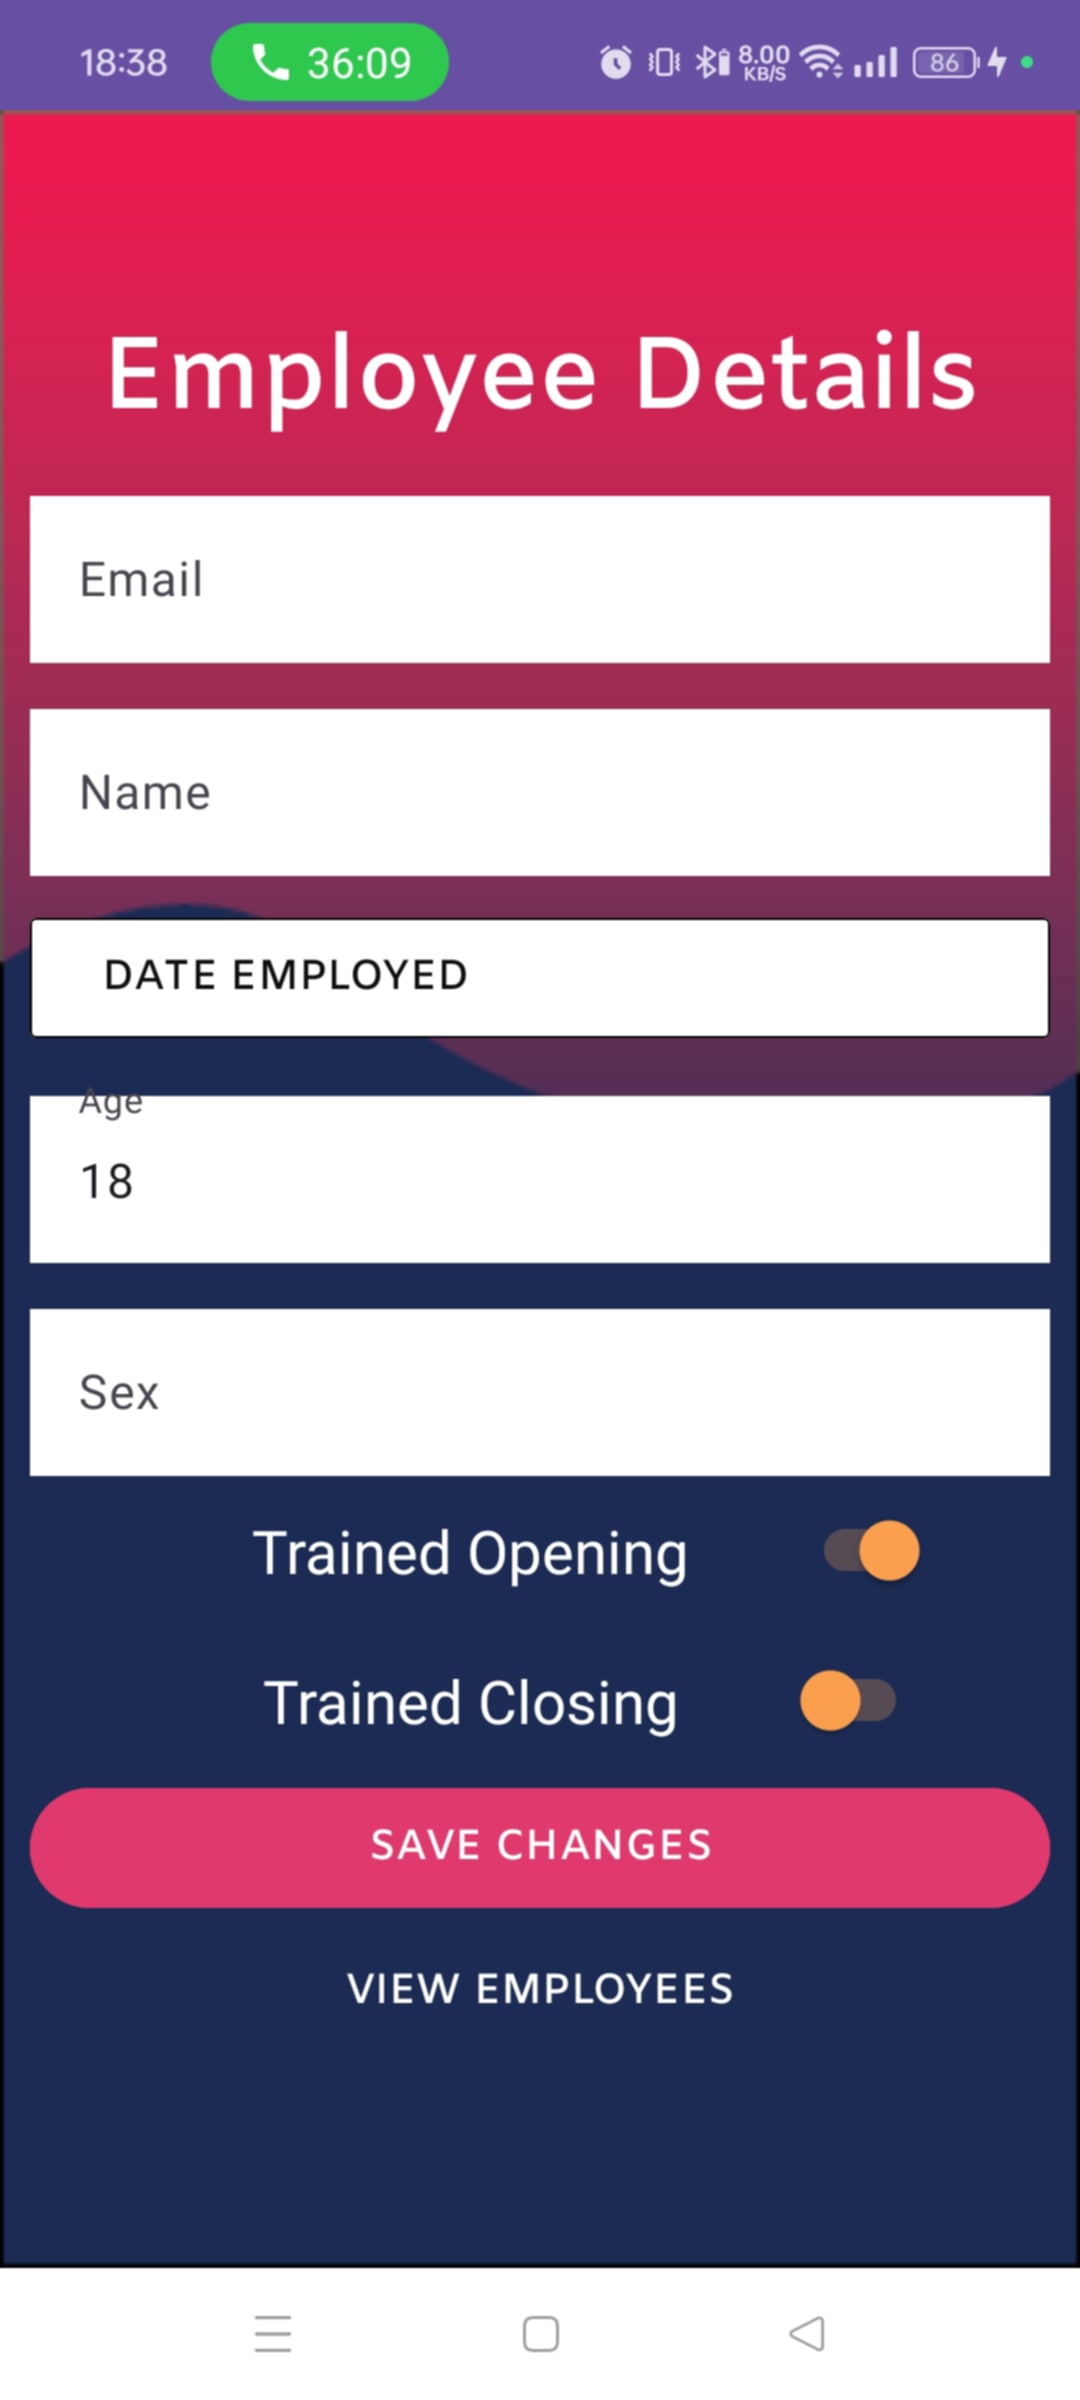 18:38 36:09 8.00 KB/S 86
Employee Details
Email
Name
DATE EMPLOYED
Age
18
Sex
Trained Opening
Trained Closing
SAVE CHANGES
VIEW EMPLOYEES